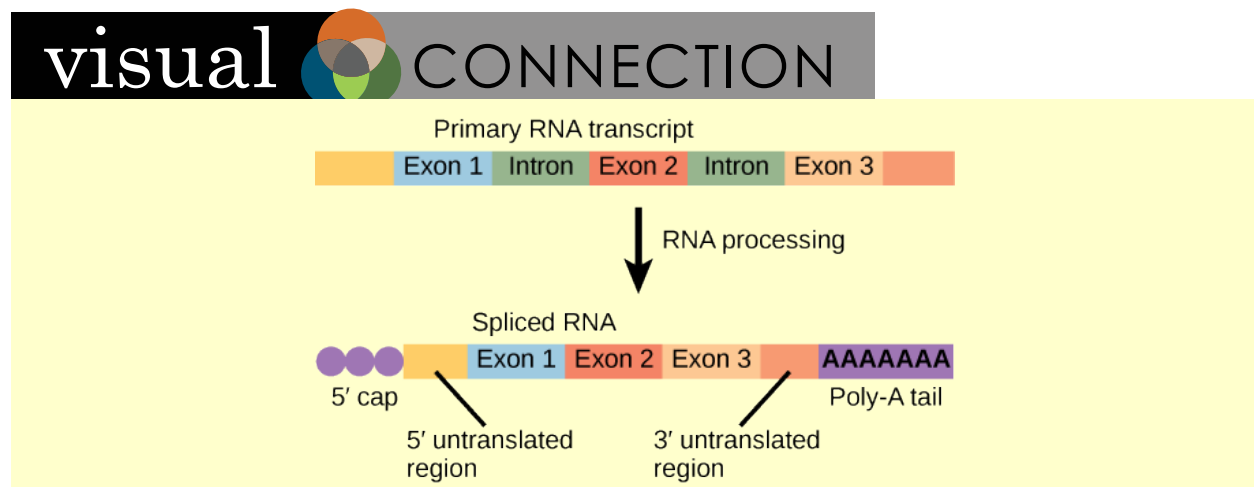 visual CONNECTION
Primary RNA transcript
Exon 1 Intron Exon 2 Intron Exon 3
RNA processing
Spliced RNA
Exon 1 Exon 2 Exon 3 AAAAAAA
5′ cap Poly-A tail
5′ untranslated
region
3′ untranslated
region